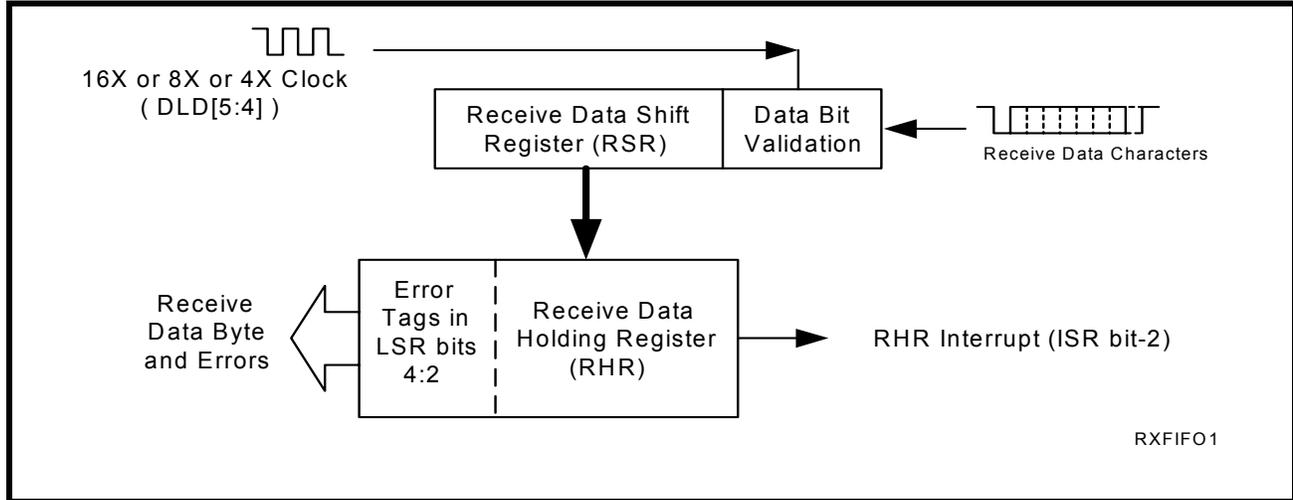 16X or 8X or 4X Clock
( DLD[5:4] )
Receive Data Shift
Register (RSR)
Data Bit
Validation
Receive Data Characters
Receive
Data Byte
and Errors
Error
Tags in
LSR bits
4:2
Receive Data
Holding Register
(RHR)
RHR Interrupt (ISR bit-2)
RXFIFO1